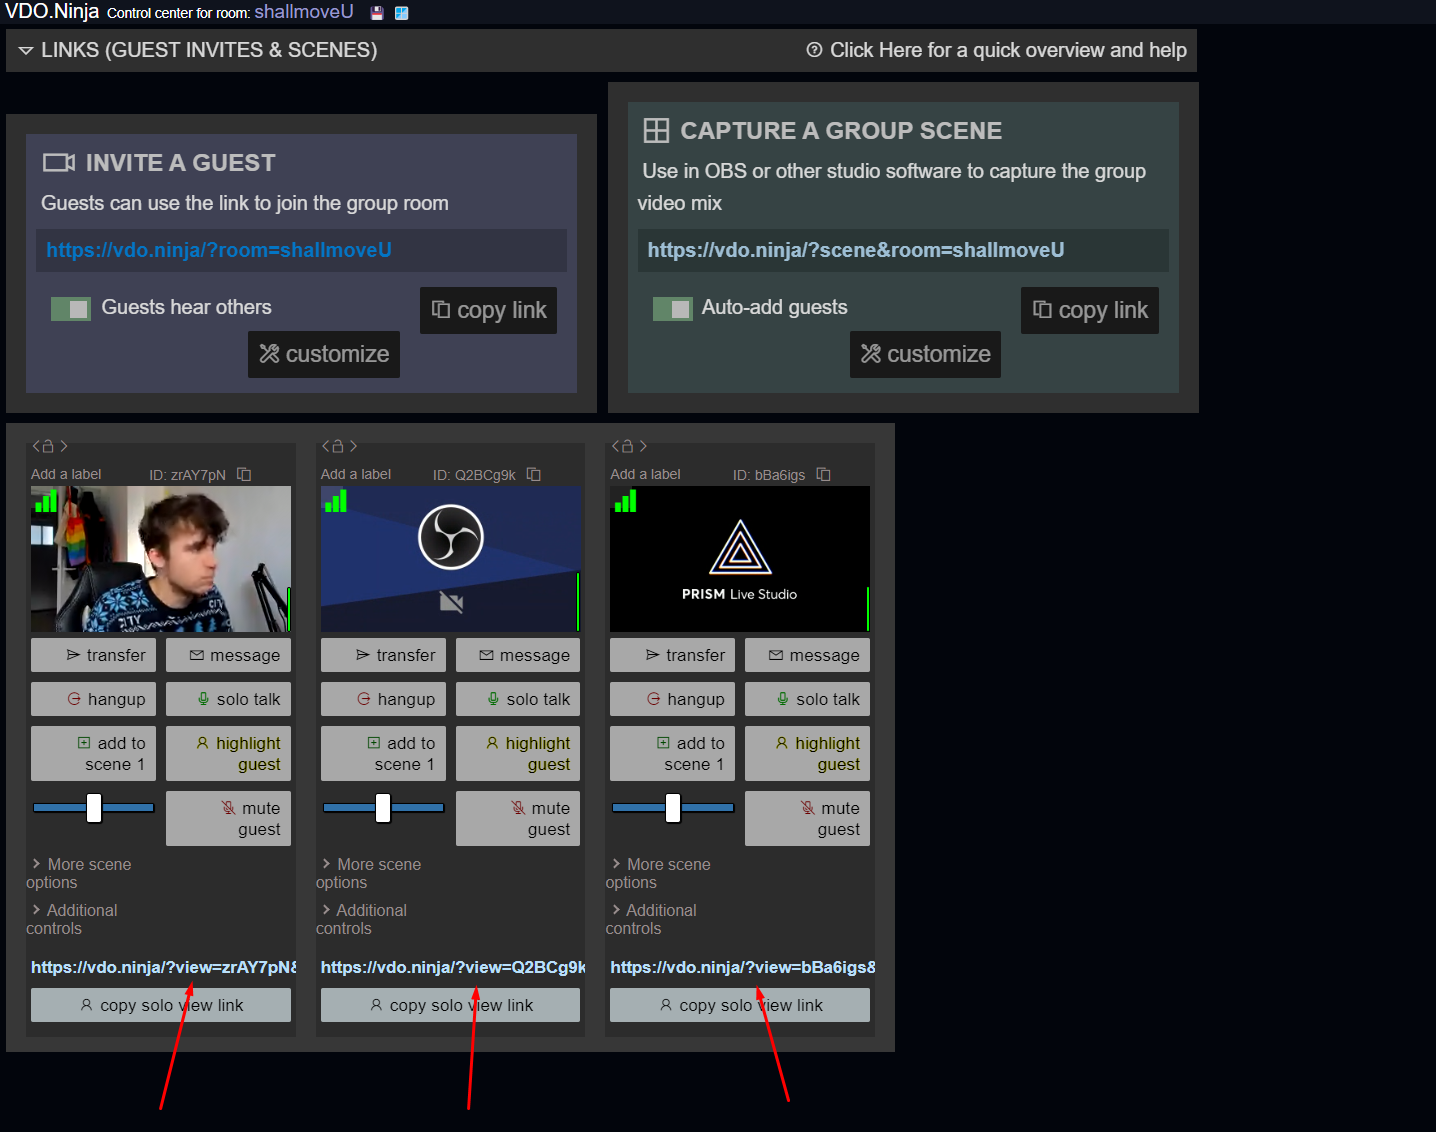 VDO.Ninja Control center for room: shallmoveU
LINKS (GUEST INVITES & SCENES)
Click Here for a quick overview and help
INVITE A GUEST
Guests can use the link to join the group room
https://vdo.ninja/?room=shallmoveU
Guests hear others
copy link
customize
CAPTURE A GROUP SCENE
Use in OBS or other studio software to capture the group
video mix
https://vdo.ninja/?scene&room=shallmoveU
Auto-add guests
copy link
customize
Add a label ID: zrAY7pN
transfer message
hangup solo talk
add to
scene 1
highlight
guest
mute
guest
More scene
options
Additional
controls
https://vdo.ninja/?view=zrAY7pN&
copy solo view link
Add a label ID: Q2BCg9k
transfer message
hangup solo talk
add to
scene 1
highlight
guest
mute
guest
More scene
options
Additional
controls
https://vdo.ninja/?view=Q2BCg9k
copy solo view link
Add a label ID: bBa6igs
PRISM Live Studio
transfer message
hangup solo talk
add to
scene 1
highlight
guest
mute
guest
More scene
options
Additional
controls
https://vdo.ninja/?view=bBa6igs&
copy solo view link